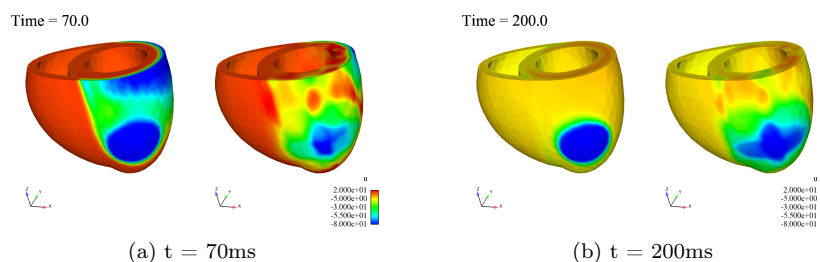 Time = 70.0
Z
Y
X
u
2.000e+01
-5.000e+00
-3.000e+01
-5.500e+01
-8.000e+01
(a) t = 70ms
Time = 200.0
Z
Y
X
u
2.000e+01
-5.000e+00
-3.000e+01
-5.500e+01
-8.000e+01
(b) t = 200ms